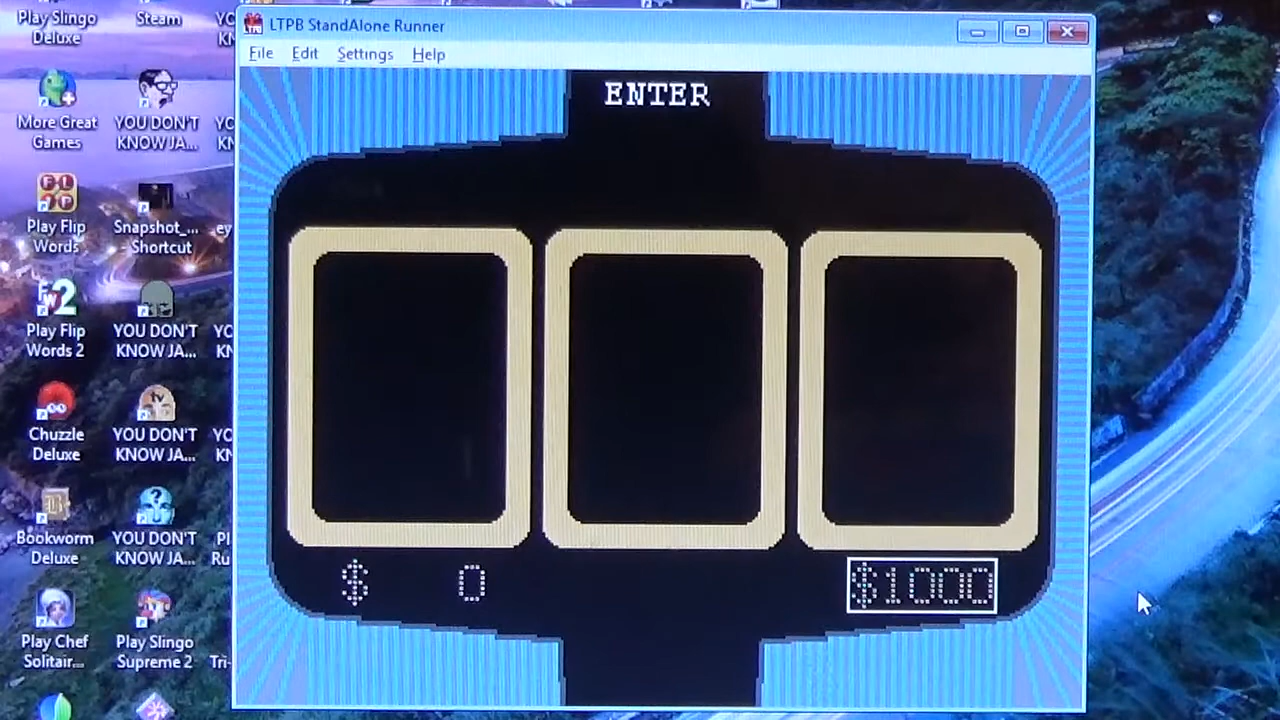 Play Slingo
Deluxe
Steam
LTPB StandAlone Runner
File Edit Settings Help
ENTER
More Great
Games
YOU DON'T
KNOW JA...
Play Flip
Words
Snapshot_...
- Shortcut
Play Flip
Words 2
YOU DON'T
KNOW JA...
Chuzzle
Deluxe
YOU DON'T
KNOW JA...
Bookworm
Deluxe
YOU DON'T
KNOW JA...
$ 0
$1000
Play Chef
Solitair...
Play Slingo
Supreme 2
Tri-